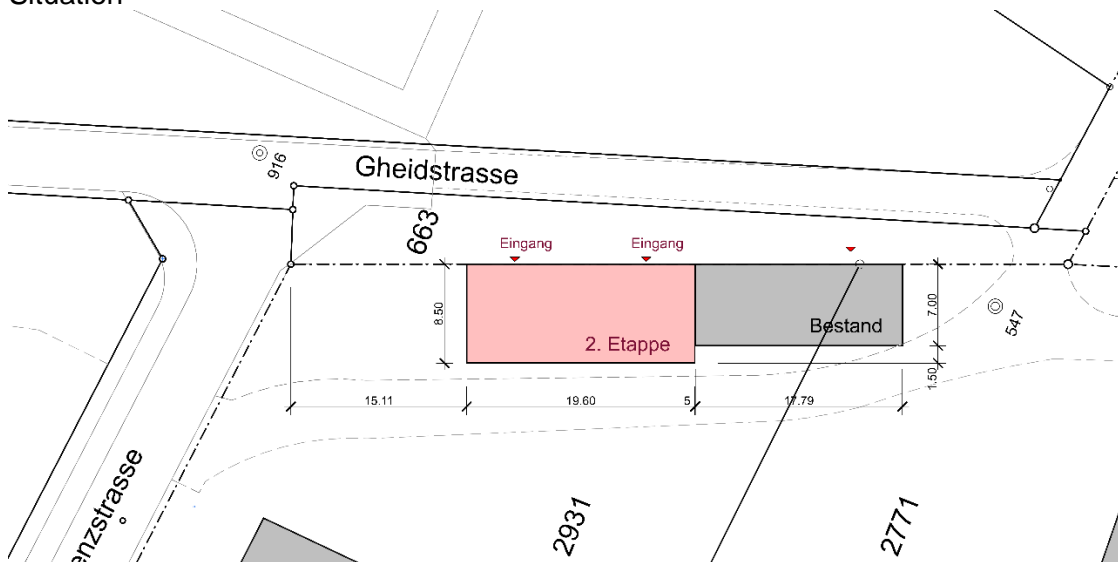 Situation
916
Gheidstrasse
663
Eingang
Eingang
8.50
2. Etappe
Bestand
7.00
547
1.50
15.11
19.60
5
17.79
enzstrasse
2931
2771